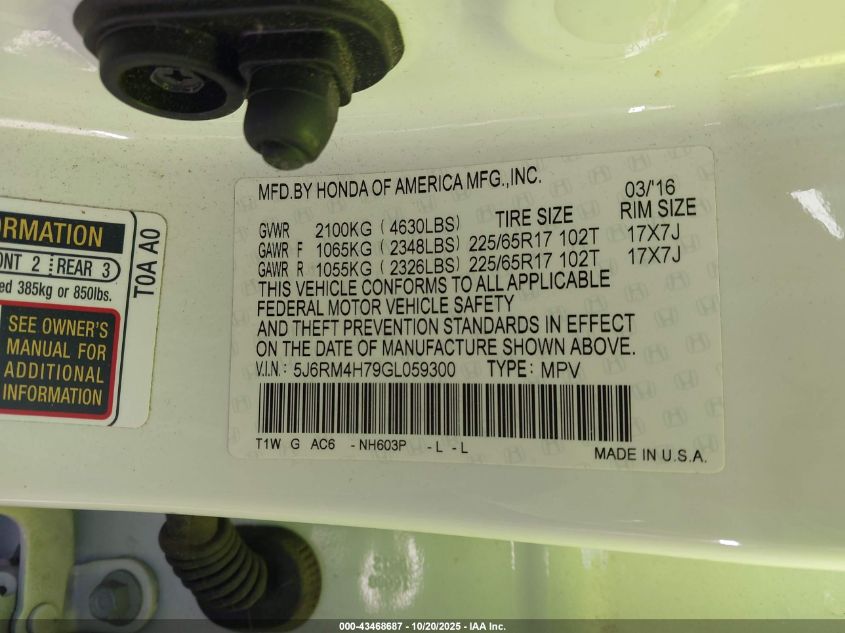 MFD.BY HONDA OF AMERICA MFG.,INC. 03/'16
GVWR 2100KG ( 4630LBS) TIRE SIZE RIM SIZE
GAWR F 1065KG ( 2348LBS) 225/65R17 102T 17X7J
GAWR R 1055KG ( 2326LBS) 225/65R17 102T 17X7J
THIS VEHICLE CONFORMS TO ALL APPLICABLE
FEDERAL MOTOR VEHICLE SAFETY
AND THEFT PREVENTION STANDARDS IN EFFECT
ON THE DATE OF MANUFACTURE SHOWN ABOVE.
V.I.N.: 5J6RM4H79GL059300 TYPE: MPV
T1W G AC6 -NH603P -L -L
MADE IN U.S.A.
ORMATION
ONT 2 REAR 3
ed 385kg or 850lbs.
SEE OWNER'S
MANUAL FOR
ADDITIONAL
INFORMATION
T0A A0
000-43468687 - 10/20/2025 - IAA Inc.